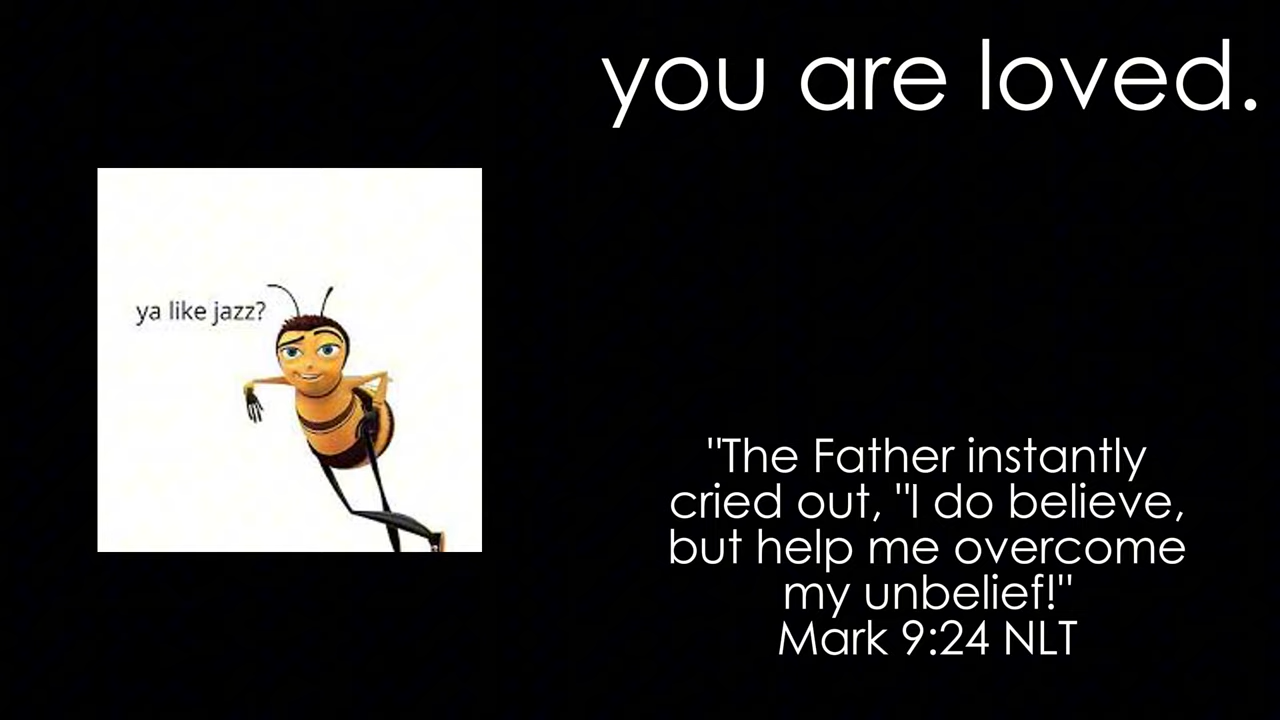 you are loved.
ya like jazz?
"The Father instantly
cried out, "I do believe,
but help me overcome
my unbelief!"
Mark 9:24 NLT